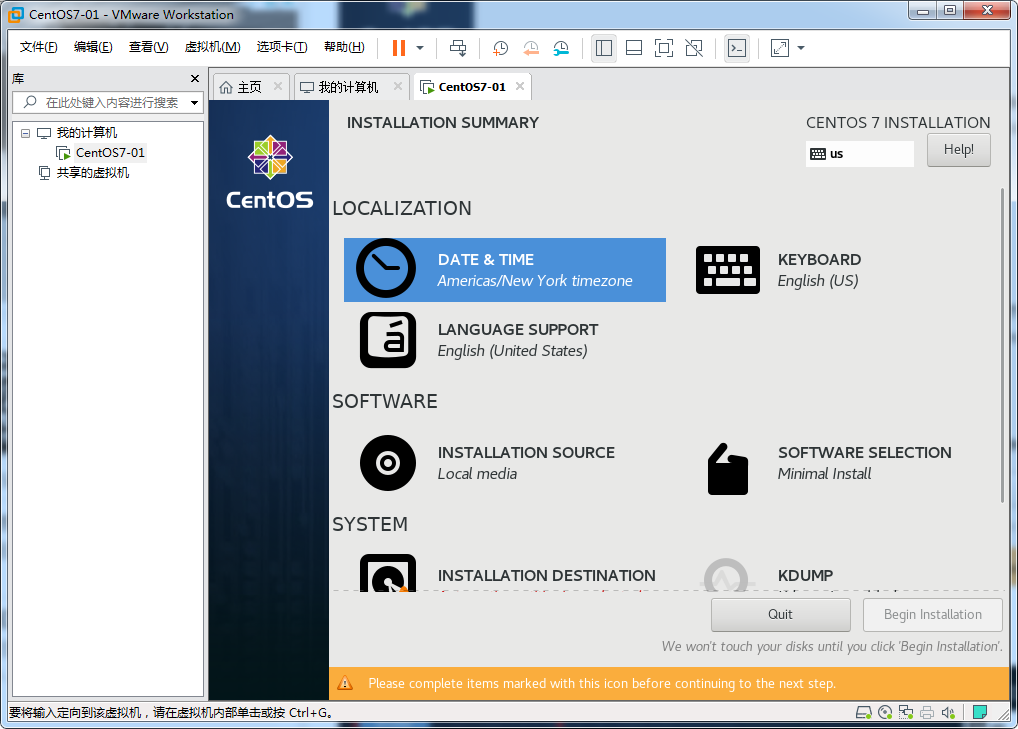 CentOS7-01 - VMware Workstation
文件(F) 编辑(E) 查看(V) 虚拟机(M) 选项卡(T) 帮助(H)
库
在此处键入内容进行搜索
我的计算机
CentOS7-01
共享的虚拟机
主页 我的计算机 CentOS7-01
CentOS
INSTALLATION SUMMARY
CENTOS 7 INSTALLATION
us
Help!
LOCALIZATION
DATE & TIME
Americas/New York timezone
KEYBOARD
English (US)
LANGUAGE SUPPORT
English (United States)
SOFTWARE
INSTALLATION SOURCE
Local media
SOFTWARE SELECTION
Minimal Install
SYSTEM
INSTALLATION DESTINATION
KDUMP
Quit
Begin Installation
We won't touch your disks until you click 'Begin Installation'.
Please complete items marked with this icon before continuing to the next step.
要将输入定向到该虚拟机，请在虚拟机内部单击或按 Ctrl+G。